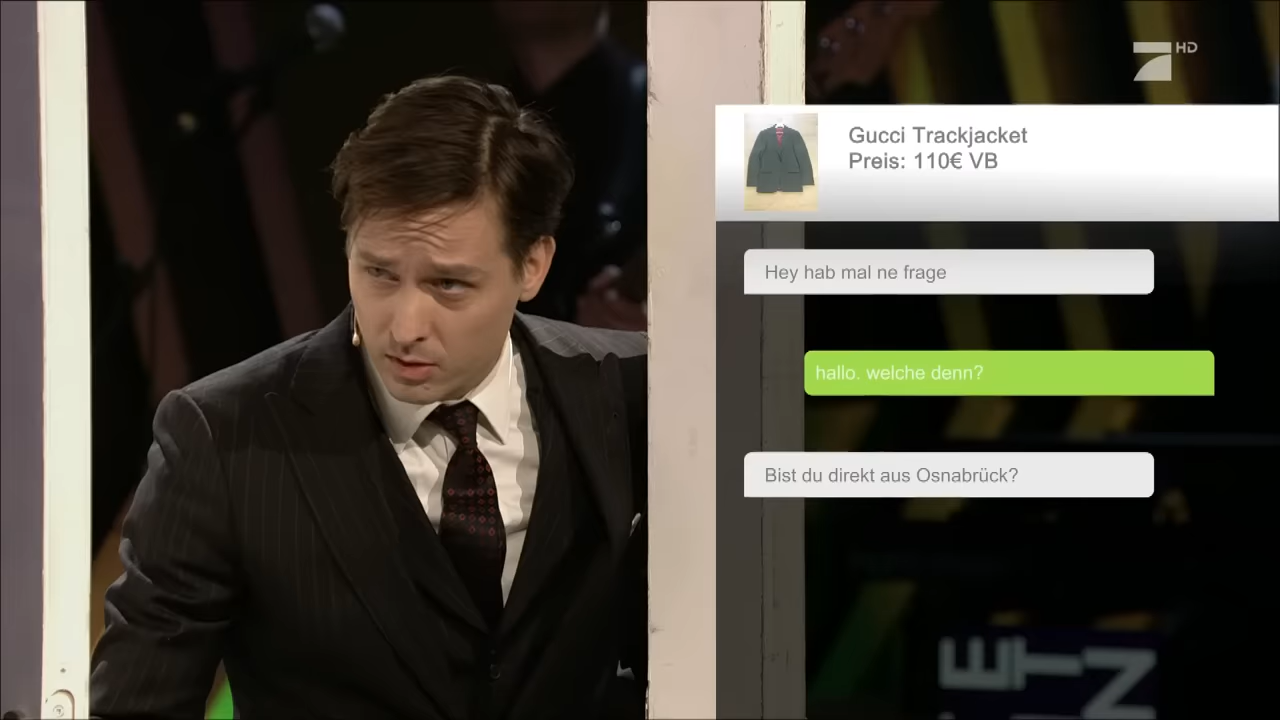 HD
Gucci Trackjacket
Preis: 110€ VB
Hey hab mal ne frage
hallo. welche denn?
Bist du direkt aus Osnabrück?